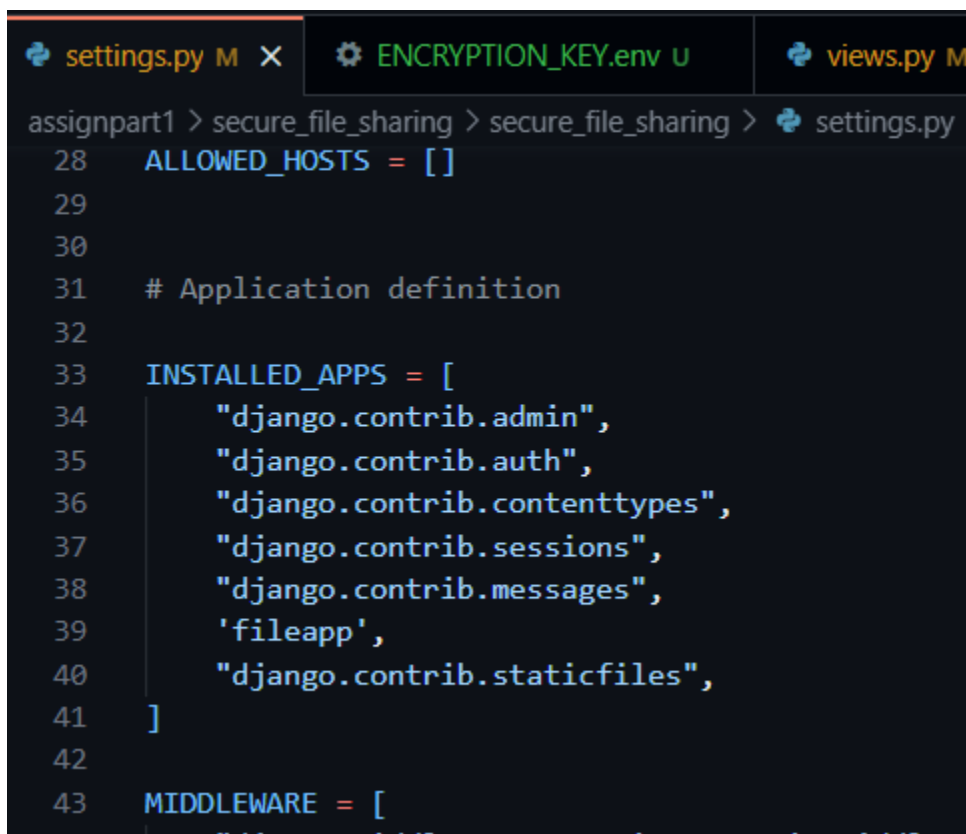 settings.py M X ENCRYPTION_KEY.env U views.py M
assignpart1 > secure_file_sharing > secure_file_sharing > settings.py
28 ALLOWED_HOSTS = []
29
30
31 # Application definition
32
33 INSTALLED_APPS = [
34 "django.contrib.admin",
35 "django.contrib.auth",
36 "django.contrib.contenttypes",
37 "django.contrib.sessions",
38 "django.contrib.messages",
39 'fileapp',
40 "django.contrib.staticfiles",
41 ]
42
43 MIDDLEWARE = [